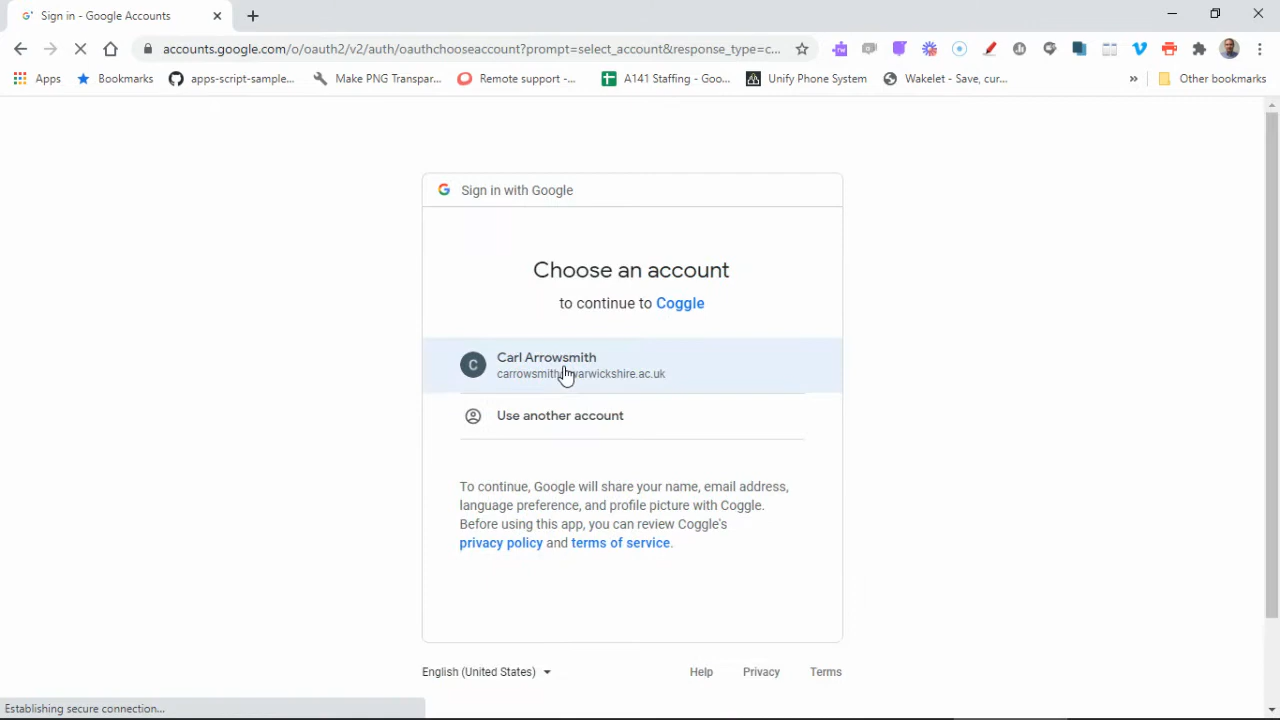 Sign in - Google Accounts
accounts.google.com/o/oauth2/v2/auth/oauthchooseaccount?prompt=select_account&response_type=c...
Apps
Bookmarks
apps-script-sample...
Make PNG Transpar...
Remote support -...
A141 Staffing - Goo...
Unify Phone System
Wakelet - Save, cur...
»
Other bookmarks
Sign in with Google
Choose an account
to continue to Coggle
C
Carl Arrowsmith
carrowsmith warwickshire.ac.uk
Use another account
To continue, Google will share your name, email address,
language preference, and profile picture with Coggle.
Before using this app, you can review Coggle's
privacy policy and terms of service.
English (United States)
Help
Privacy
Terms
Establishing secure connection...